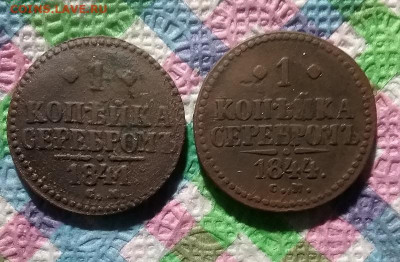 COINS.LAVE.RU
1
КОПѢЙКА
СЕРЕБРОМЪ
1841
1
КОПѢЙКА
СЕРЕБРОМЪ
1844.